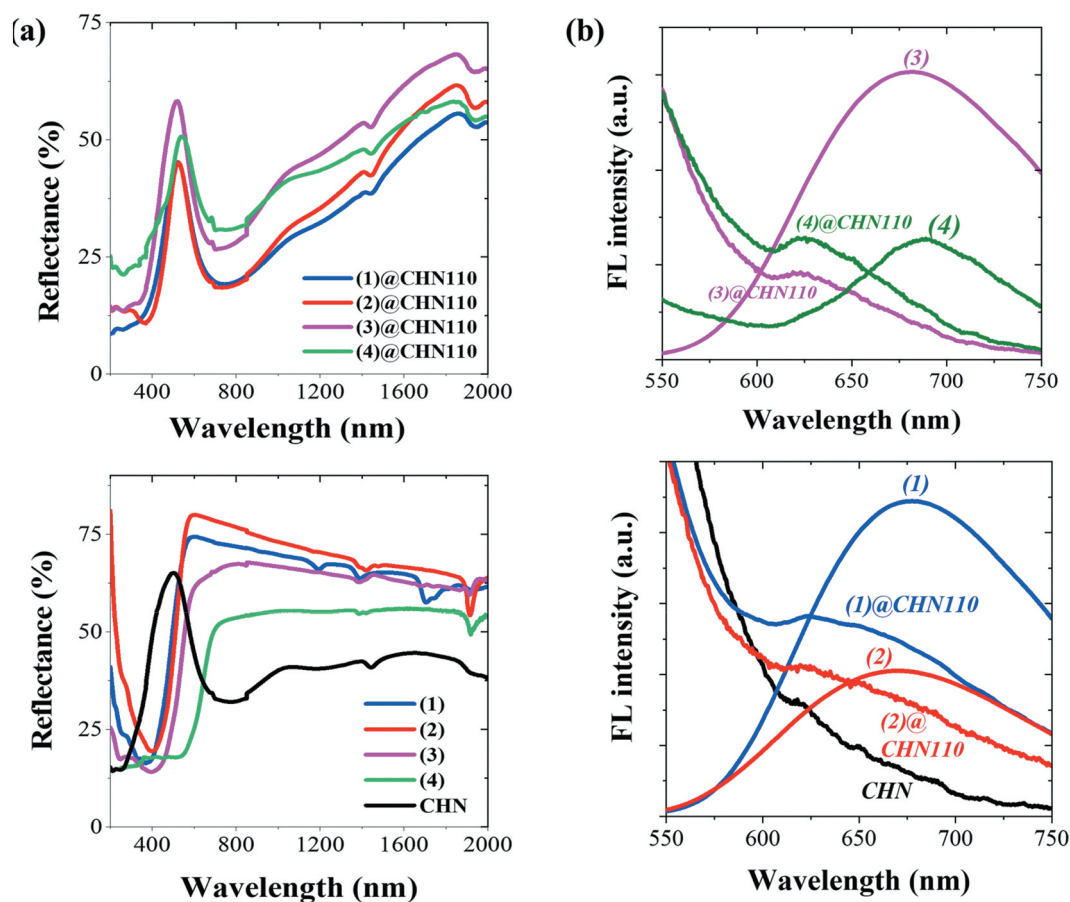 (a)
75
50
25
0
Reflectance (%)
400 800 1200 1600 2000
Wavelength (nm)
(1)@CHN110
(2)@CHN110
(3)@CHN110
(4)@CHN110
(b)
FL intensity (a.u.)
(3)
(4)@CHN110
(4)
(3)@CHN110
550 600 650 700 750
Wavelength (nm)
75
50
25
0
Reflectance (%)
400 800 1200 1600 2000
Wavelength (nm)
(1)
(2)
(3)
(4)
CHN
FL intensity (a.u.)
(1)
(1)@CHN110
(2)
(2)@
CHN110
CHN
550 600 650 700 750
Wavelength (nm)